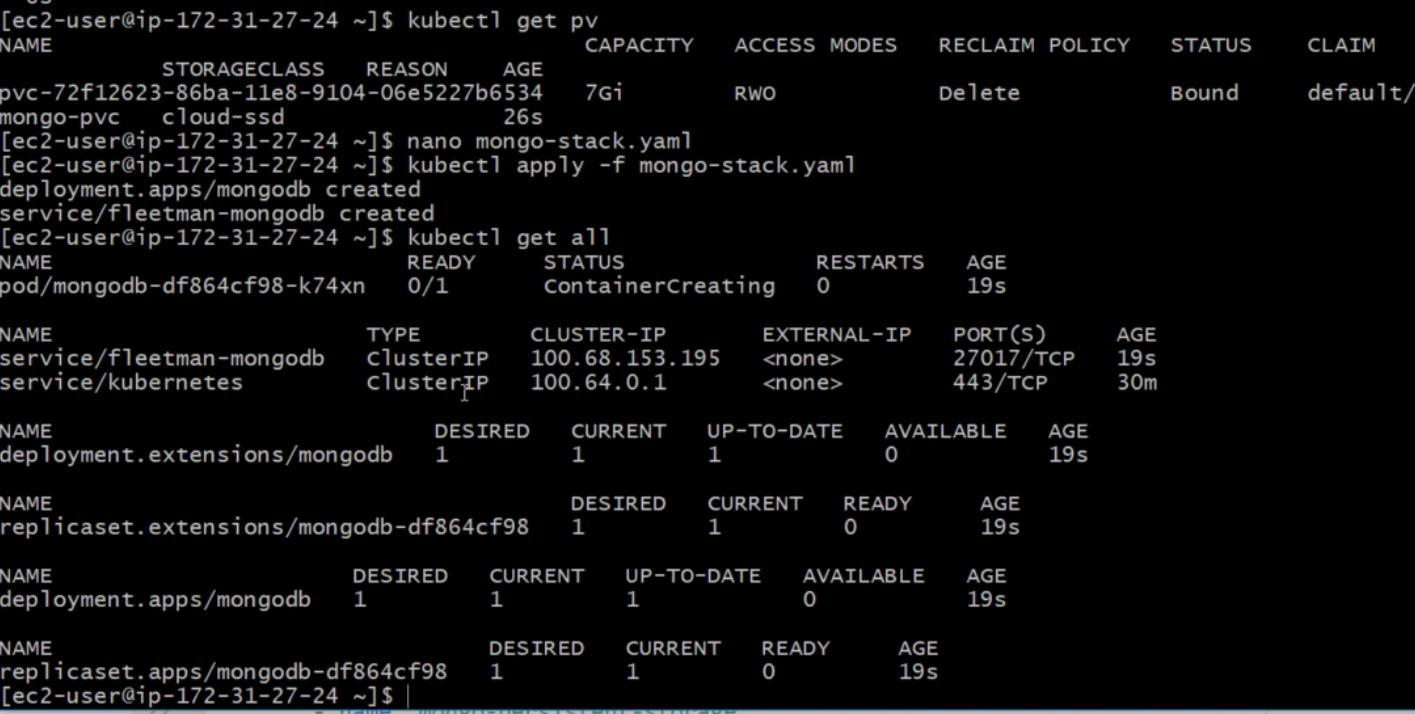 [ec2-user@ip-172-31-27-24 ~]$ kubectl get pv
NAME CAPACITY ACCESS MODES RECLAIM POLICY STATUS CLAIM
STORAGECLASS REASON AGE
pvc-72f12623-86ba-11e8-9104-06e5227b6534 7Gi RWO Delete Bound default/
mongo-pvc cloud-ssd 26s
[ec2-user@ip-172-31-27-24 ~]$ nano mongo-stack.yaml
[ec2-user@ip-172-31-27-24 ~]$ kubectl apply -f mongo-stack.yaml
deployment.apps/mongodb created
service/fleetman-mongodb created
[ec2-user@ip-172-31-27-24 ~]$ kubectl get all
NAME READY STATUS RESTARTS AGE
pod/mongodb-df864cf98-k74xn 0/1 ContainerCreating 0 19s
NAME TYPE CLUSTER-IP EXTERNAL-IP PORT(S) AGE
service/fleetman-mongodb ClusterIP 100.68.153.195 <none> 27017/TCP 19s
service/kubernetes ClusterIP 100.64.0.1 <none> 443/TCP 30m
NAME DESIRED CURRENT UP-TO-DATE AVAILABLE AGE
deployment.extensions/mongodb 1 1 1 0 19s
NAME DESIRED CURRENT READY AGE
replicaset.extensions/mongodb-df864cf98 1 1 0 19s
NAME DESIRED CURRENT UP-TO-DATE AVAILABLE AGE
deployment.apps/mongodb 1 1 1 0 19s
NAME DESIRED CURRENT READY AGE
replicaset.apps/mongodb-df864cf98 1 1 0 19s
[ec2-user@ip-172-31-27-24 ~]$